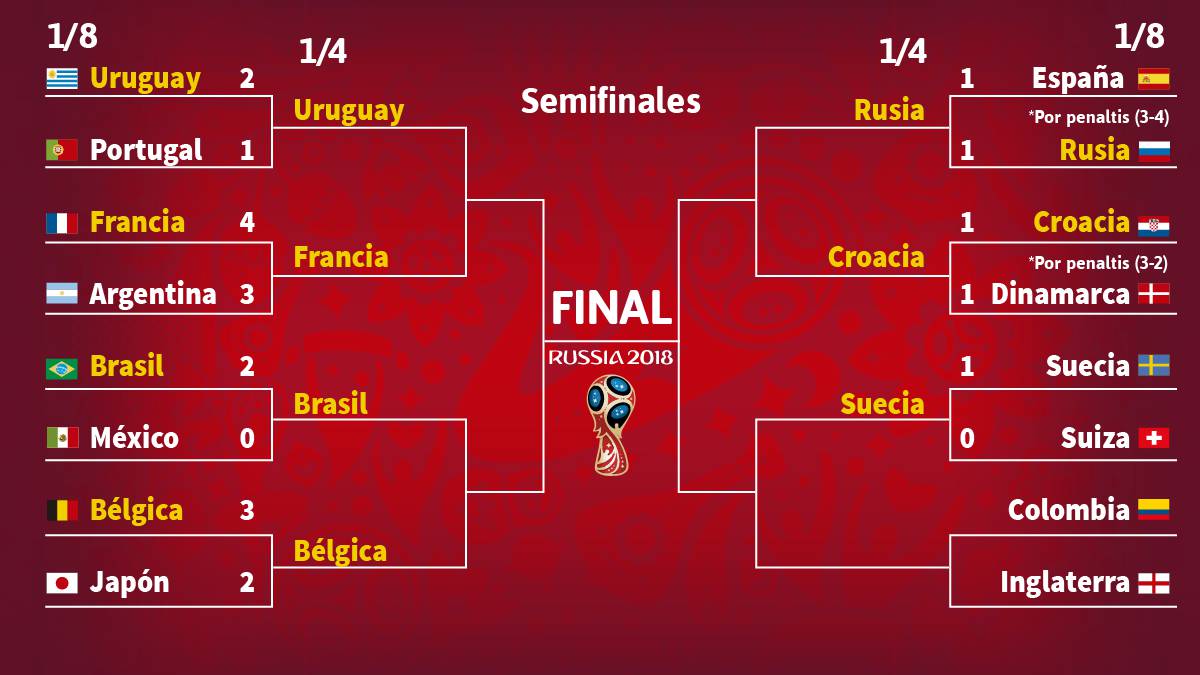 1/8
Uruguay 2
Portugal 1
Francia 4
Argentina 3
Brasil 2
México 0
Bélgica 3
Japón 2
1/4
Uruguay
Francia
Brasil
Bélgica
Semifinales
FINAL
RUSSIA 2018
1/4
Rusia
Croacia
Suecia
1/8
1 España
*Por penaltis (3-4)
1 Rusia
1 Croacia
*Por penaltis (3-2)
1 Dinamarca
1 Suecia
0 Suiza
Colombia
Inglaterra